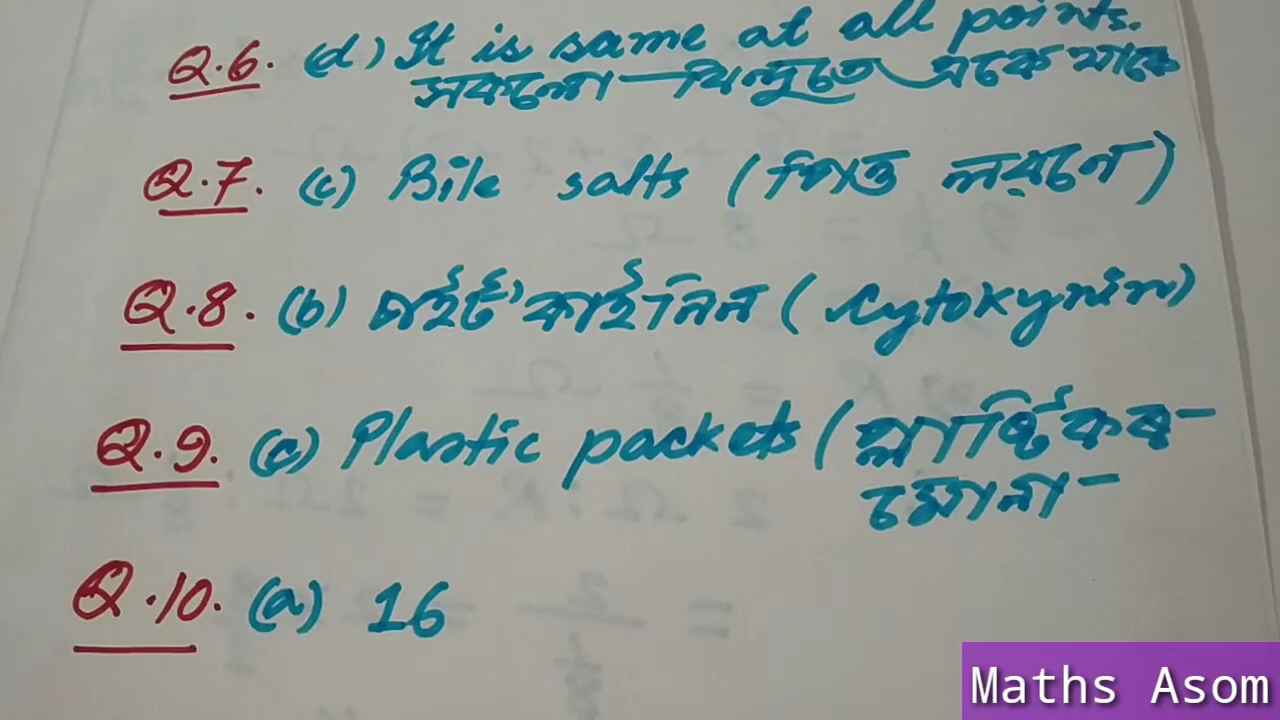 Q.6. (d) It is same at all points.
সকলো বিন্দুতে একে থাকে
Q.7. (c) Bile salts (পিত্ত লৱণে)
Q.8. (b) চাইট'কাইনিন (Cytokynin)
Q.9. (c) Plastic packets (প্লাষ্টিকৰ
মোনা
Q.10. (a) 16
Maths Asom